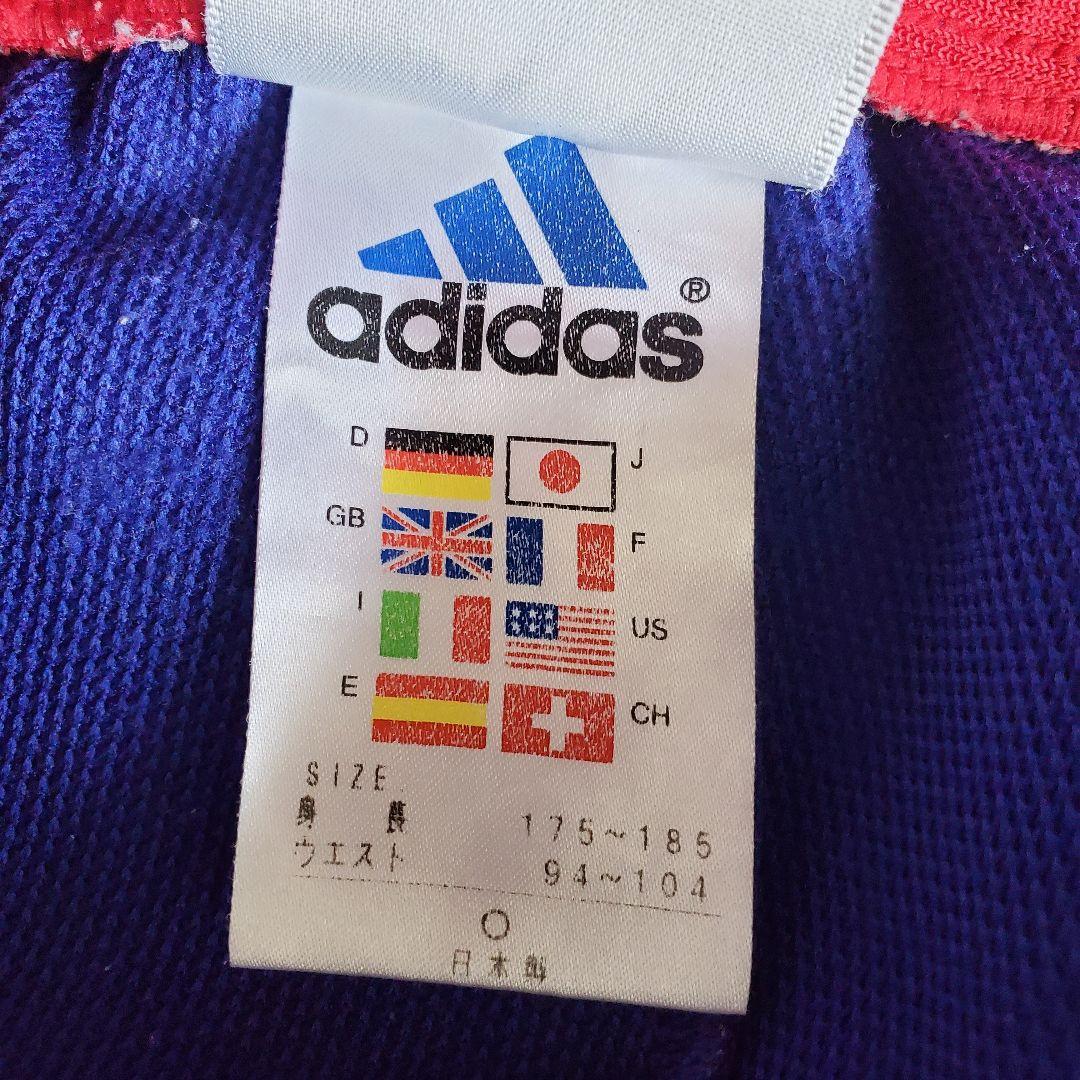 adidas ®
D J
GB F
I US
E CH
SIZE
身長 175~185
ウエスト 94~104
O
日本製